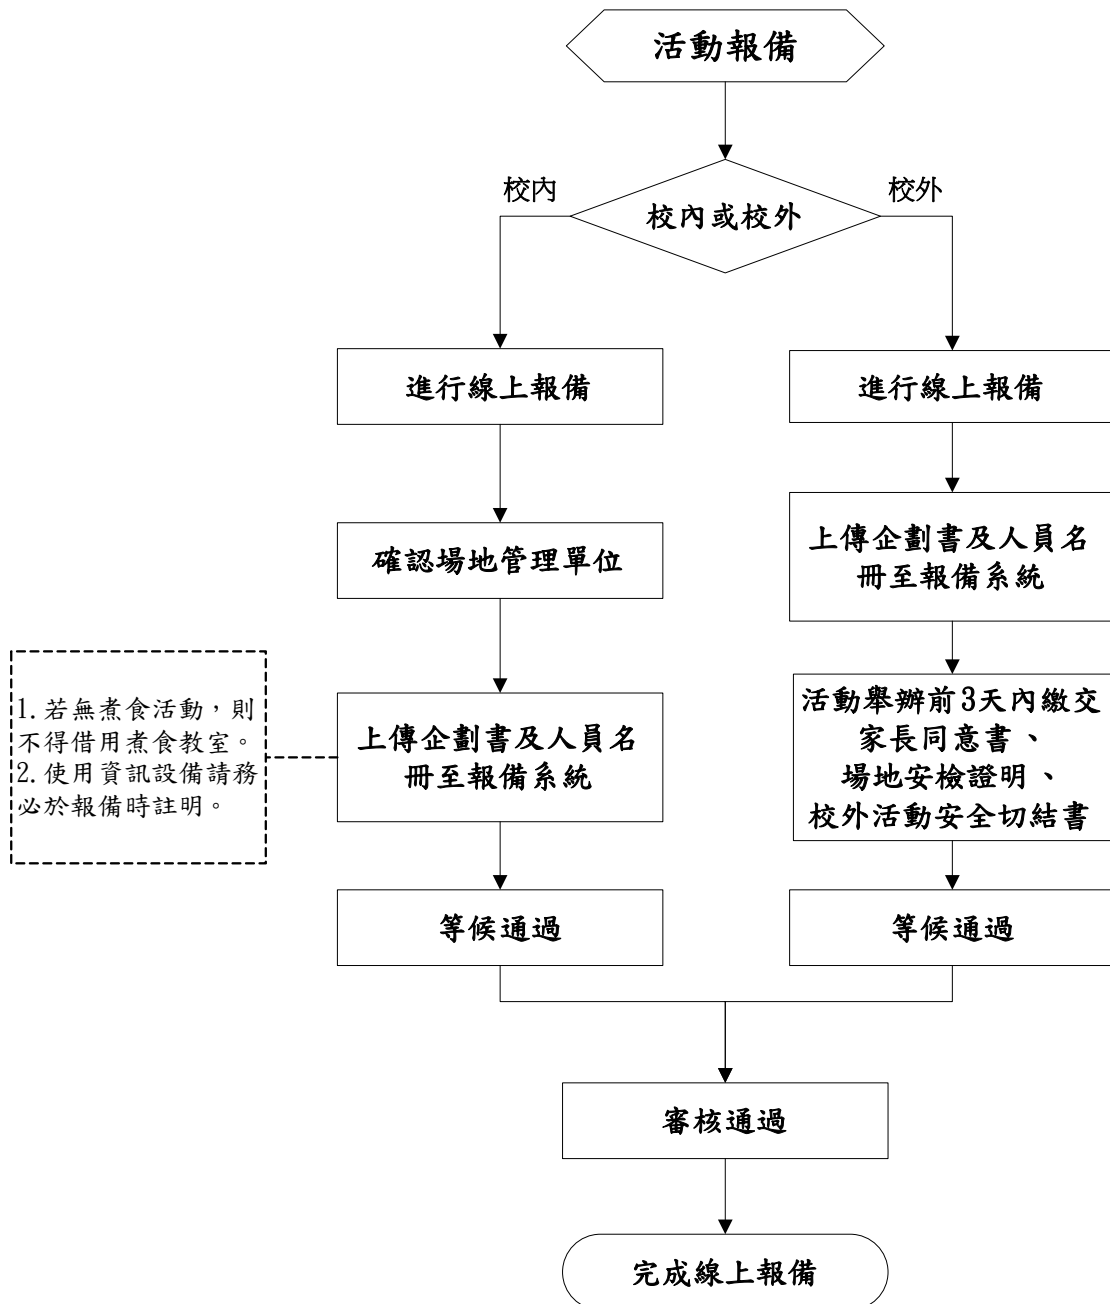 活動報備
校內
校外
校內或校外
進行線上報備
進行線上報備
確認場地管理單位
上傳企劃書及人員名
冊至報備系統
1.若無煮食活動，則
不得借用煮食教室。
2.使用資訊設備請務
必於報備時註明。
上傳企劃書及人員名
冊至報備系統
活動舉辦前3天內繳交
家長同意書、
場地安檢證明、
校外活動安全切結書
等候通過
等候通過
審核通過
完成線上報備